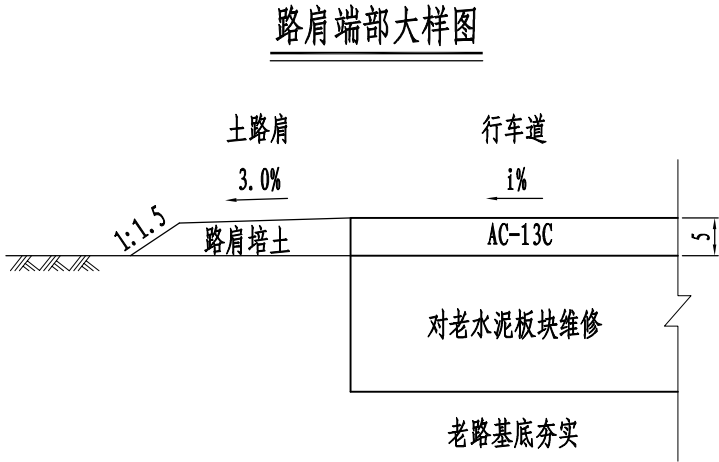 路肩端部大样图
土路肩
行车道
3.0%
i%
1:1.5
路肩培土
AC-13C
5
对老水泥板块维修
老路基底夯实